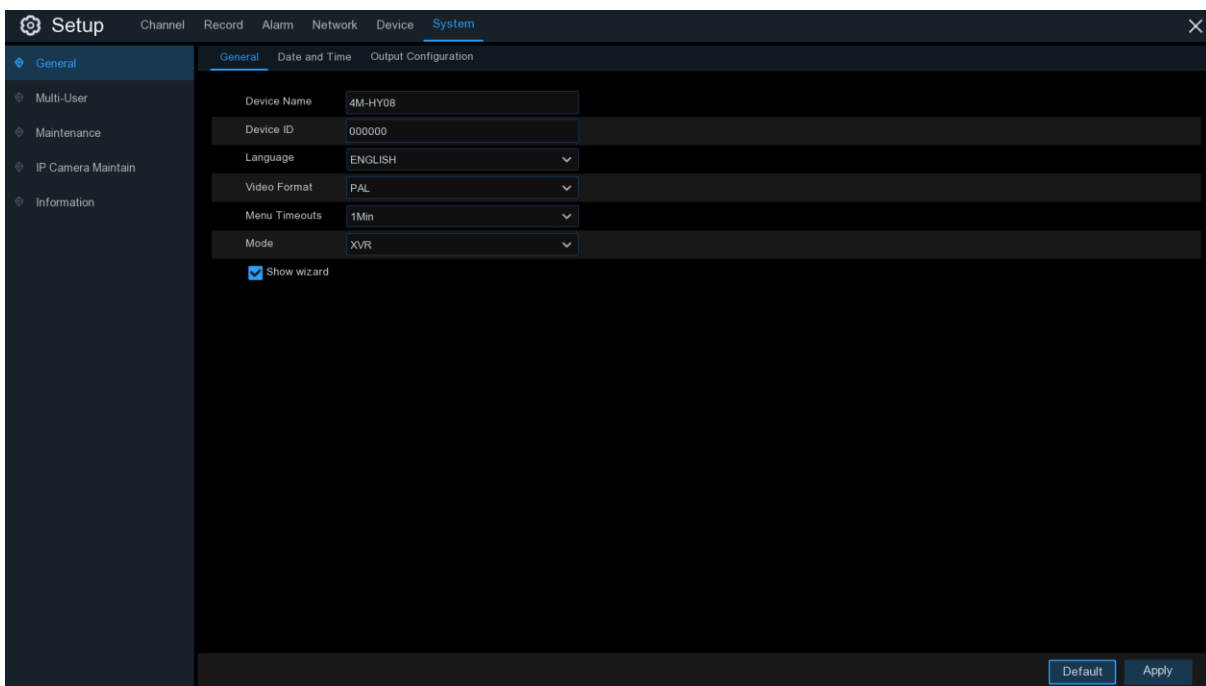 Setup Channel Record Alarm Network Device System
General
Multi-User
Maintenance
IP Camera Maintain
Information
General Date and Time Output Configuration
Device Name 4M-HY08
Device ID 000000
Language ENGLISH
Video Format PAL
Menu Timeouts 1Min
Mode XVR
Show wizard
Default Apply